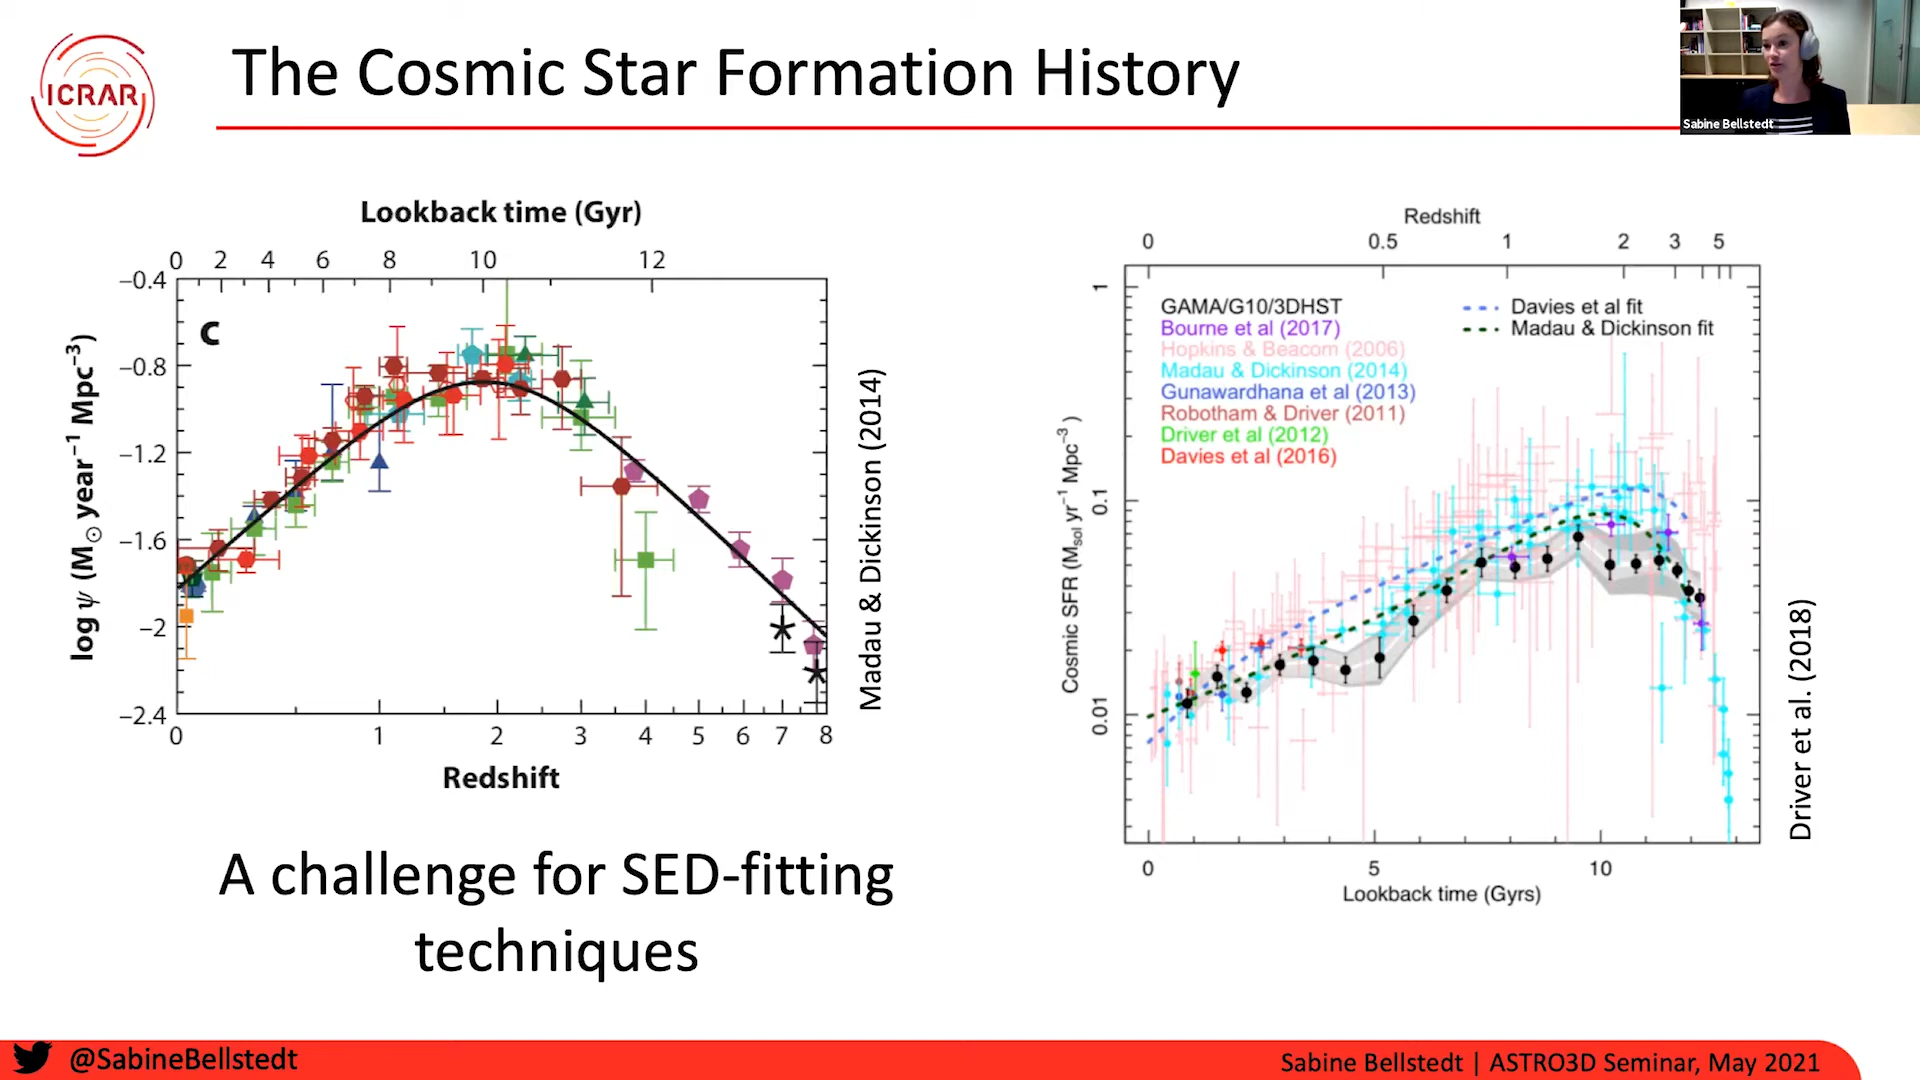 ICRAR
The Cosmic Star Formation History
Sabine Bellstedt
Lookback time (Gyr)
0 2 4 6 8 10 12
−0.4
−0.8
−1.2
−1.6
−2
−2.4
c
log ψ (M⊙ year−1 Mpc−3)
0 1 2 3 4 5 6 7 8
Redshift
Madau & Dickinson (2014)
Redshift
0 0.5 1 2 3 5
GAMA/G10/3DHST
Bourne et al (2017)
Hopkins & Beacom (2006)
Madau & Dickinson (2014)
Gunawardhana et al (2013)
Robotham & Driver (2011)
Driver et al (2012)
Davies et al (2016)
Davies et al fit
Madau & Dickinson fit
1
0.1
0.01
Cosmic SFR (Msol yr−1 Mpc−3 )
0 5 10
Lookback time (Gyrs)
Driver et al. (2018)
A challenge for SED-fitting
techniques
@SabineBellstedt
Sabine Bellstedt | ASTRO3D Seminar, May 2021